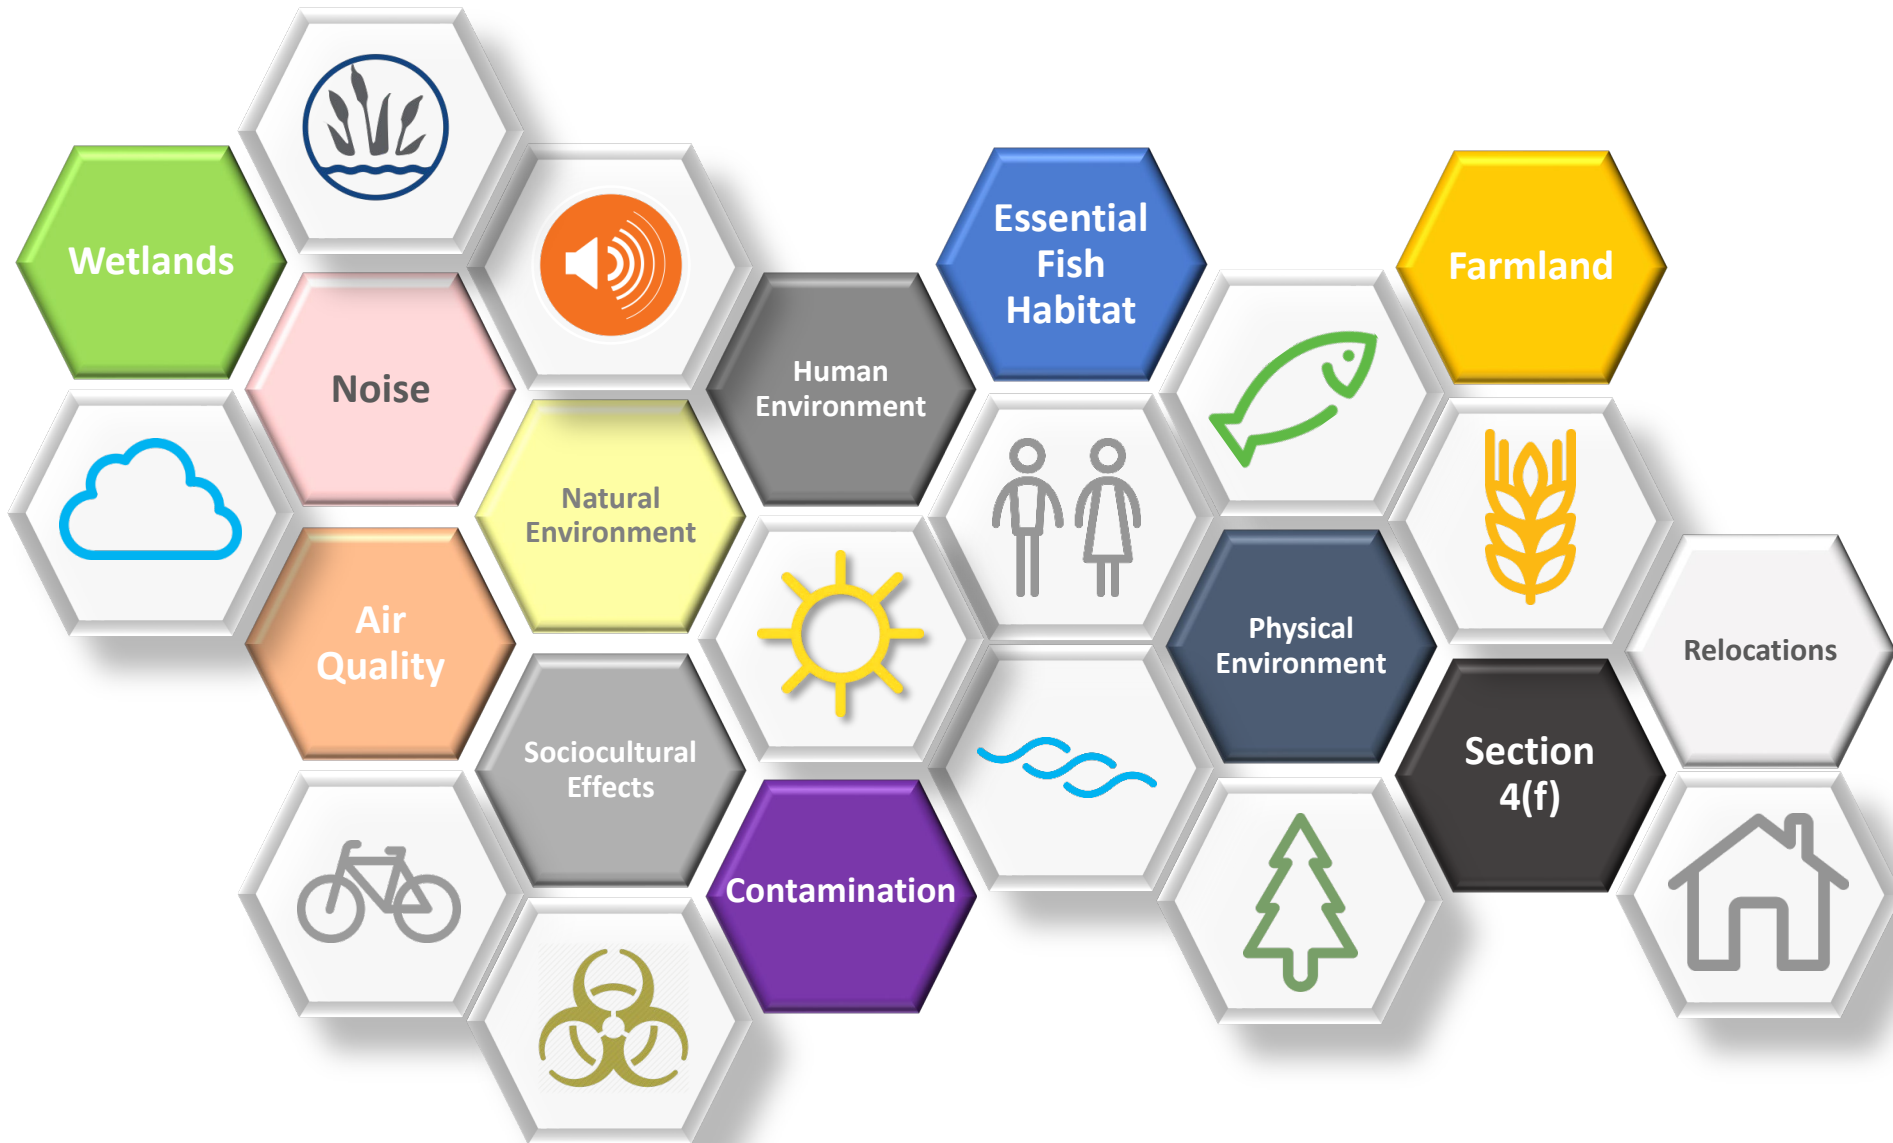 Wetlands
Noise
Human
Environment
Essential
Fish
Habitat
Farmland
Natural
Environment
Air
Quality
Physical
Environment
Relocations
Sociocultural
Effects
Section
4(f)
Contamination